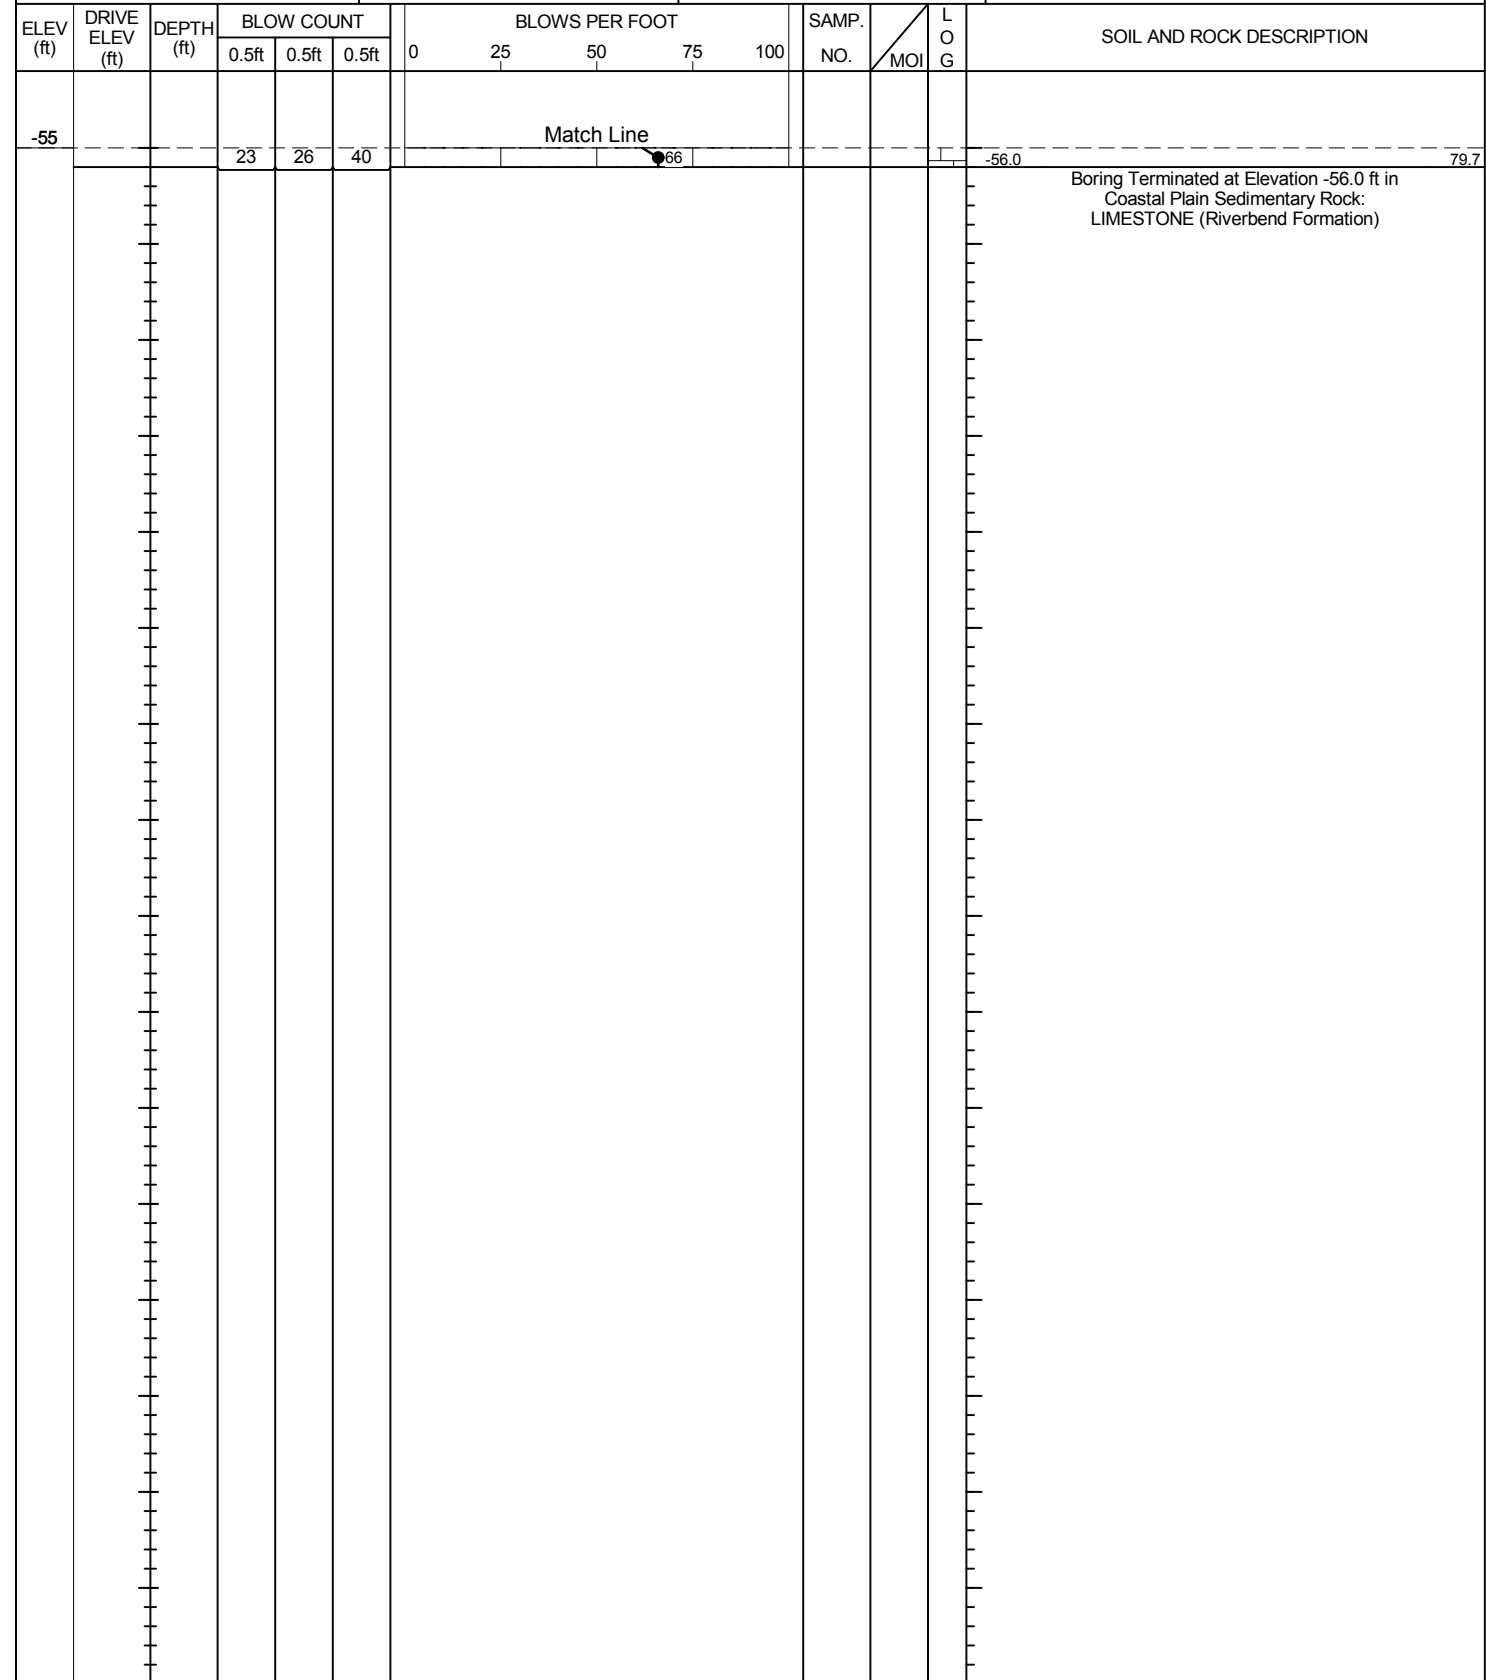 ELEV (ft) DRIVE ELEV (ft) DEPTH (ft) BLOW COUNT BLOWS PER FOOT SAMP. NO. MOI LOG SOIL AND ROCK DESCRIPTION
0.5ft 0.5ft 0.5ft 0 25 50 75 100
-55 Match Line
23 26 40 66 -56.0 79.7
Boring Terminated at Elevation -56.0 ft in
Coastal Plain Sedimentary Rock:
LIMESTONE (Riverbend Formation)